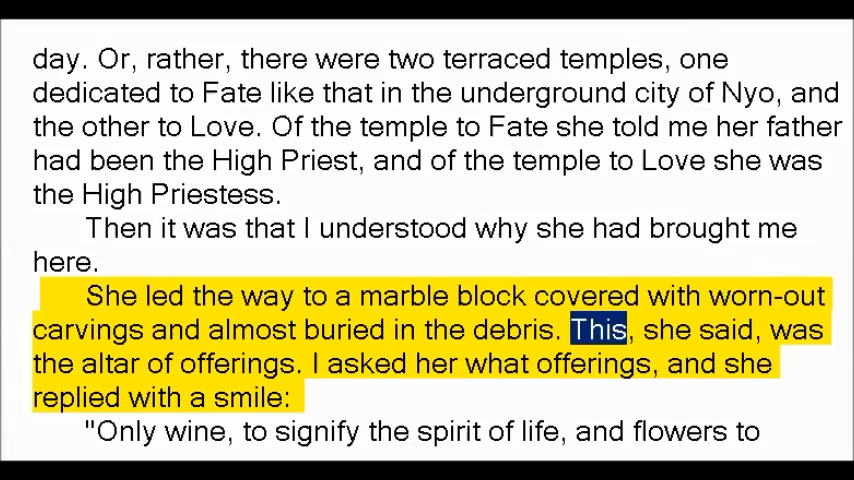 day. Or, rather, there were two terraced temples, one
dedicated to Fate like that in the underground city of Nyo, and
the other to Love. Of the temple to Fate she told me her father
had been the High Priest, and of the temple to Love she was
the High Priestess.
Then it was that I understood why she had brought me
here.
She led the way to a marble block covered with worn-out
carvings and almost buried in the debris. This, she said, was
the altar of offerings. I asked her what offerings, and she
replied with a smile:
"Only wine, to signify the spirit of life, and flowers to